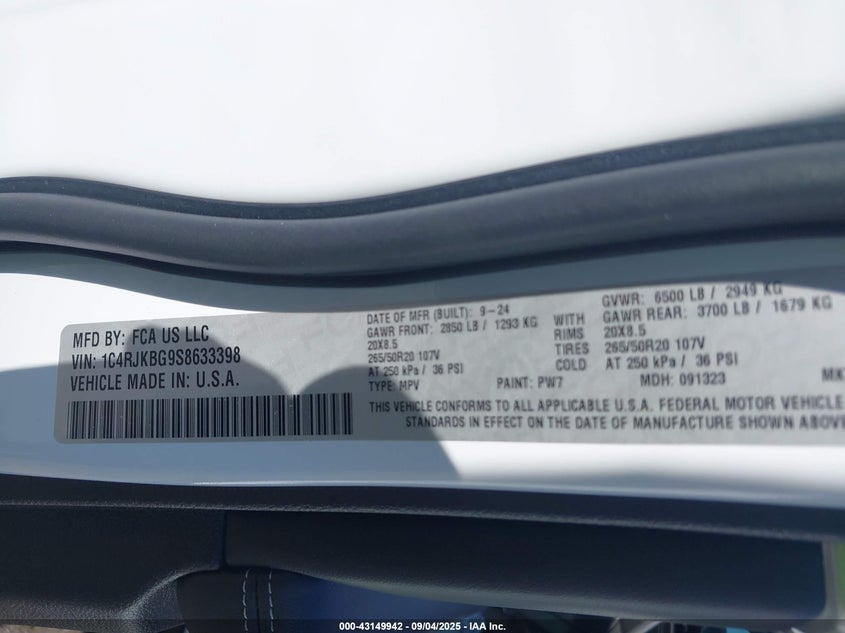 MFD BY: FCA US LLC
VIN: 1C4RJKBG9S8633398
VEHICLE MADE IN: U.S.A.
DATE OF MFR (BUILT): 9-24
GAWR FRONT: 2850 LB / 1293 KG
20X8.5
265/50R20 107V
AT 250 kPa / 36 PSI
TYPE: MPV
PAINT: PW7
WITH
RIMS
TIRES
COLD
GVWR: 6500 LB / 2949 KG
GAWR REAR: 3700 LB / 1679 KG
20X8.5
265/50R20 107V
AT 250 kPa / 36 PSI
MDH: 091323
THIS VEHICLE CONFORMS TO ALL APPLICABLE U.S.A. FEDERAL MOTOR VEHICLE
STANDARDS IN EFFECT ON THE DATE OF MANUFACTURE SHOWN ABOVE
000-43149942 - 09/04/2025 - IAA Inc.